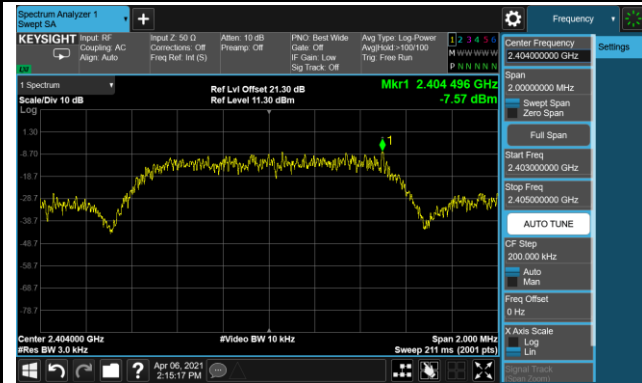 Spectrum Analyzer 1
Swept SA
+
Frequency
KEYSIGHT
Input: RF
Coupling: AC
Align: Auto
Input Z: 50 Ω
Corrections: Off
Freq Ref: Int (S)
Atten: 10 dB
Preamp: Off
PNO: Best Wide
Gate: Off
IF Gain: Low
Sig Track: Off
Avg Type: Log-Power
Avg|Hold:>100/100
Trig: Free Run
1 2 3 4 5 6
M W W W W W
P N N N N N
LXI
1 Spectrum
Scale/Div 10 dB
Log
Ref Lvl Offset 21.30 dB
Ref Level 11.30 dBm
Mkr1 2.404 496 GHz
-7.57 dBm
1
1.30
-8.70
-18.7
-28.7
-38.7
-48.7
-58.7
-68.7
-78.7
Center 2.404000 GHz
#Res BW 3.0 kHz
#Video BW 10 kHz
Span 2.000 MHz
Sweep 211 ms (2001 pts)
Center Frequency
2.404000000 GHz
Span
2.00000000 MHz
Swept Span
Zero Span
Full Span
Start Freq
2.403000000 GHz
Stop Freq
2.405000000 GHz
AUTO TUNE
CF Step
200.000 kHz
Auto
Man
Freq Offset
0 Hz
X Axis Scale
Log
Lin
Signal Track
(Span Zoom)
Settings
?
Apr 06, 2021
2:15:17 PM